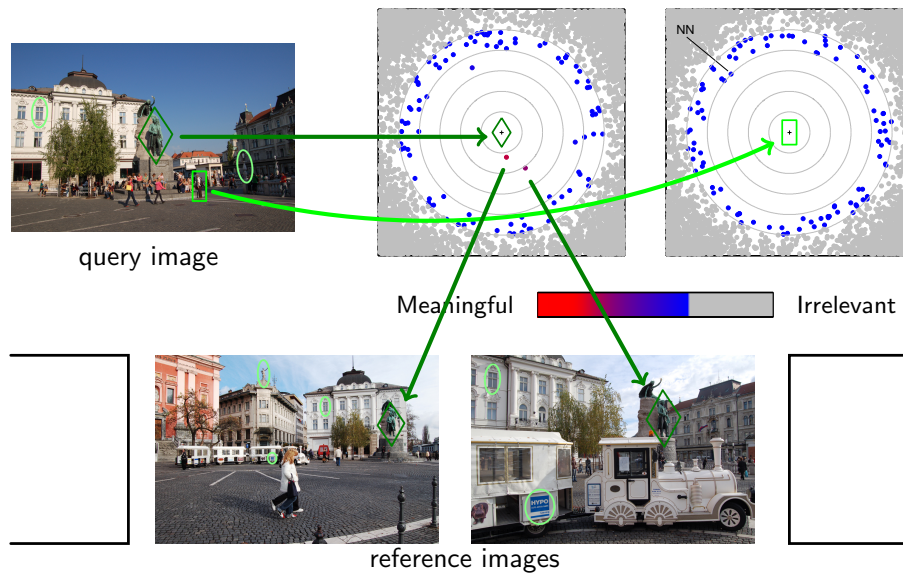 NN
query image
Meaningful
Irrelevant
HYPO
reference images